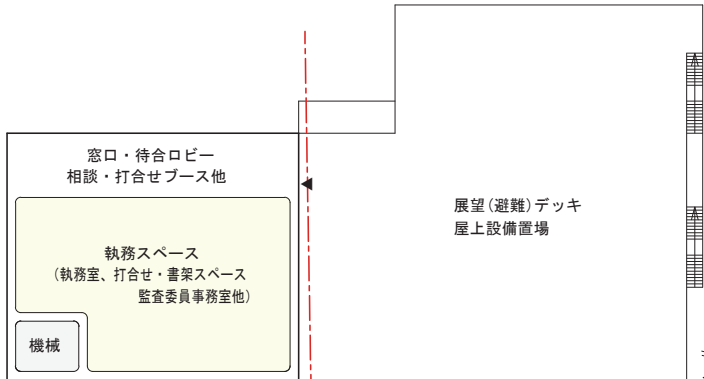 窓口・待合ロビー
相談・打合せブース他
執務スペース
（執務室、打合せ・書架スペース
監査委員事務室他）
機械
展望(避難)デッキ
屋上設備置場